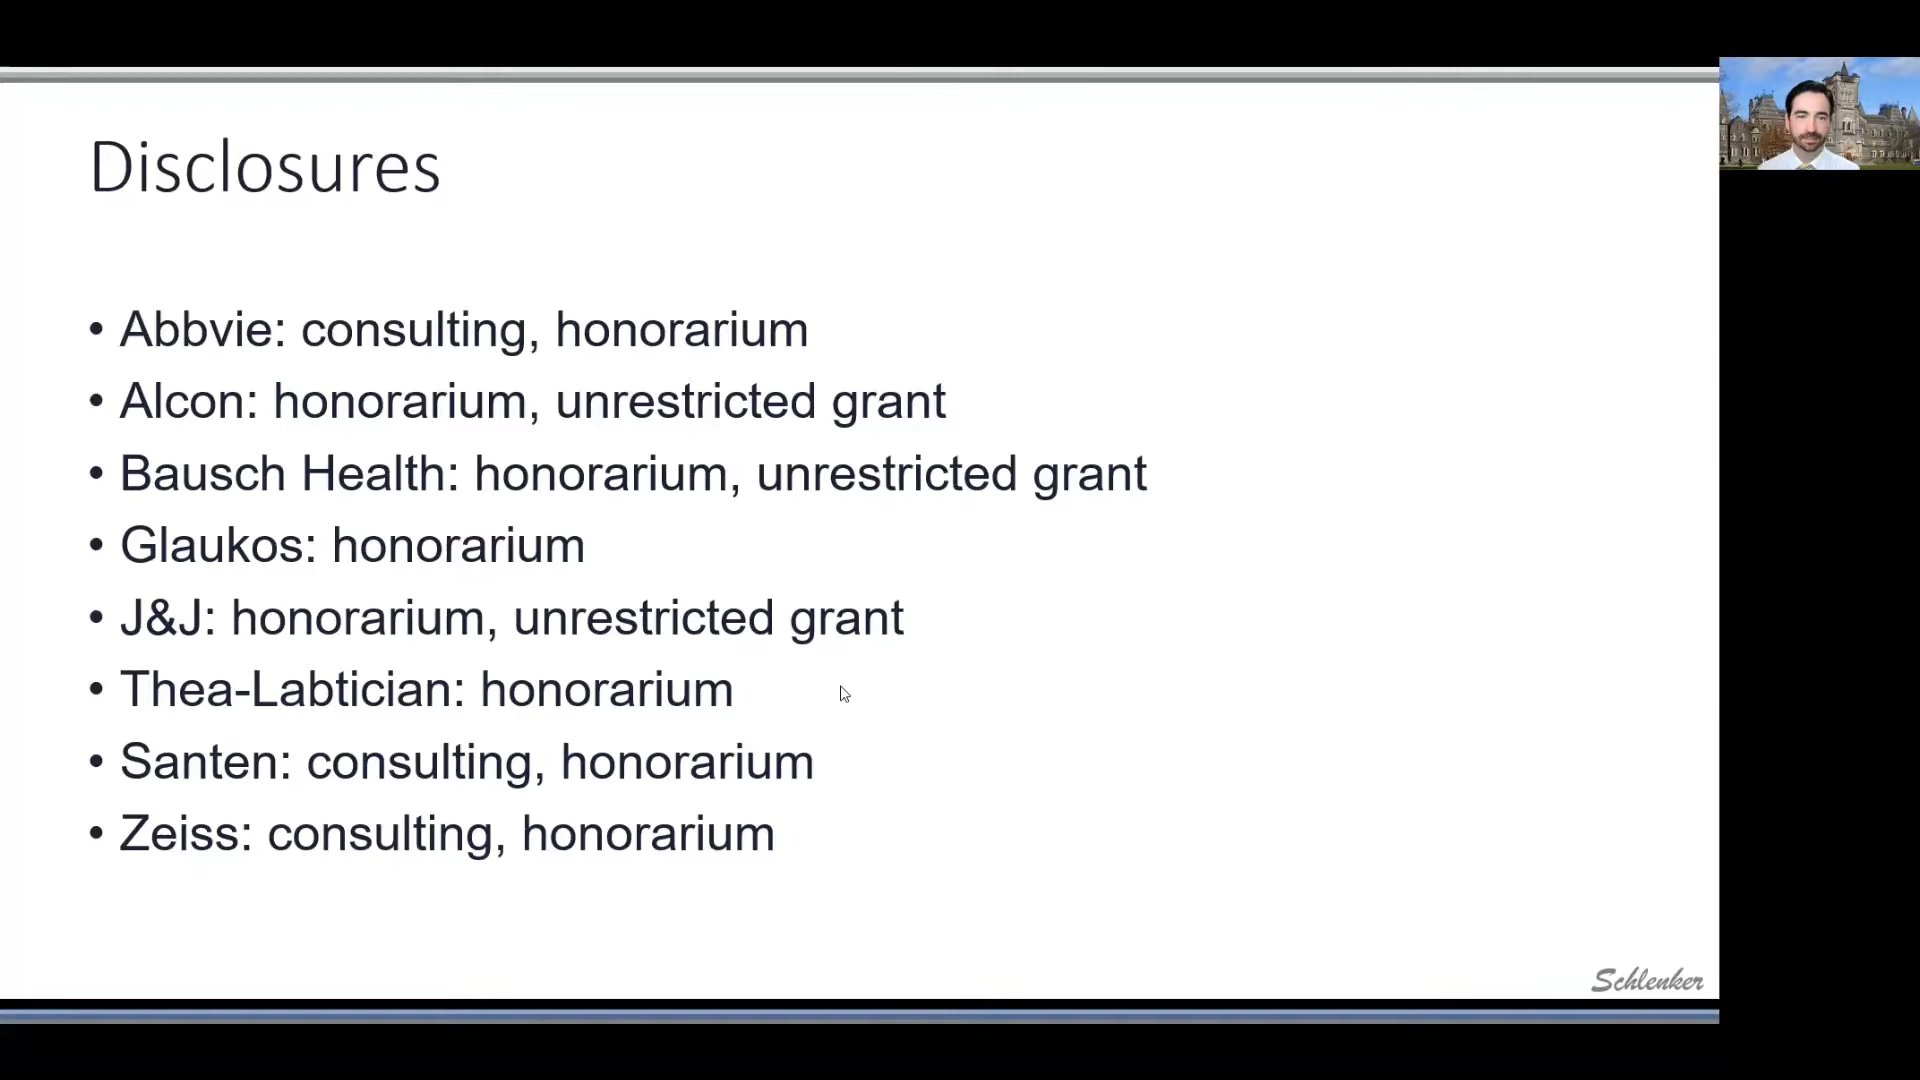 Disclosures
• Abbvie: consulting, honorarium
• Alcon: honorarium, unrestricted grant
• Bausch Health: honorarium, unrestricted grant
• Glaukos: honorarium
• J&J: honorarium, unrestricted grant
• Thea-Labtician: honorarium
• Santen: consulting, honorarium
• Zeiss: consulting, honorarium
Schlenker